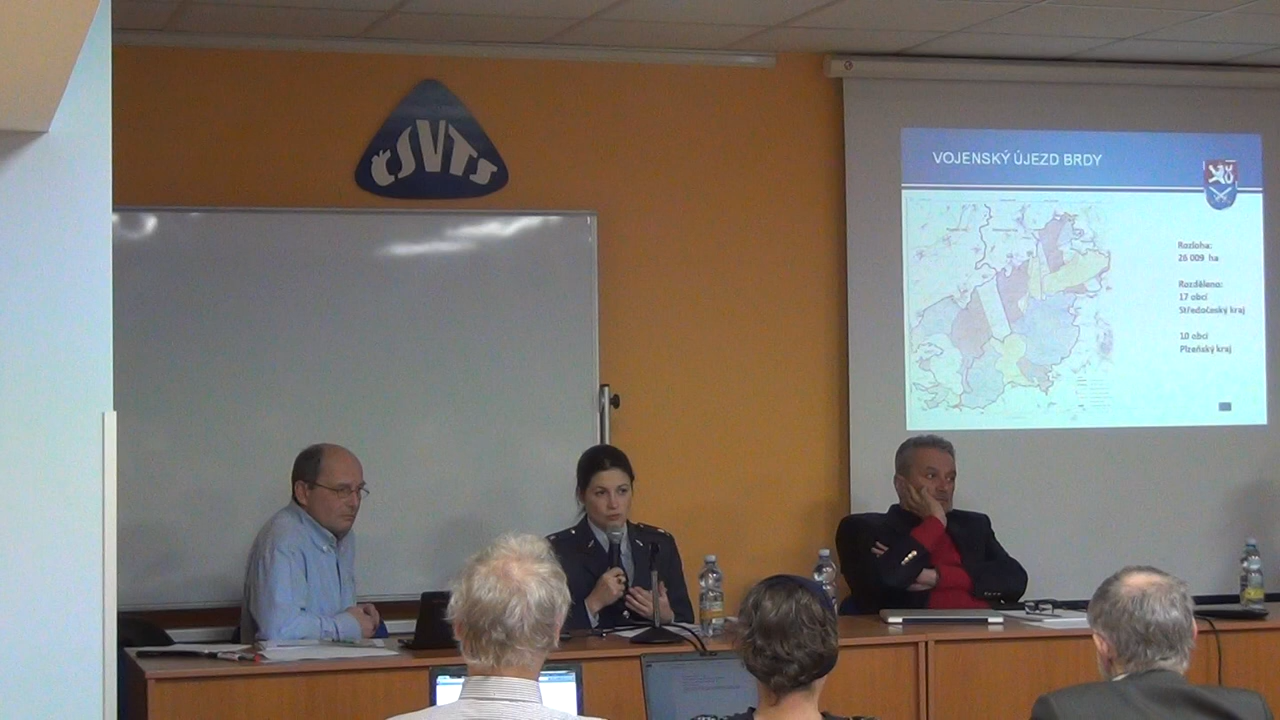 ČSVTS
VOJENSKÝ ÚJEZD BRDY
Rozloha:
26 009 ha
Rozděleno:
17 obcí
Středočeský kraj
10 obcí
Plzeňský kraj